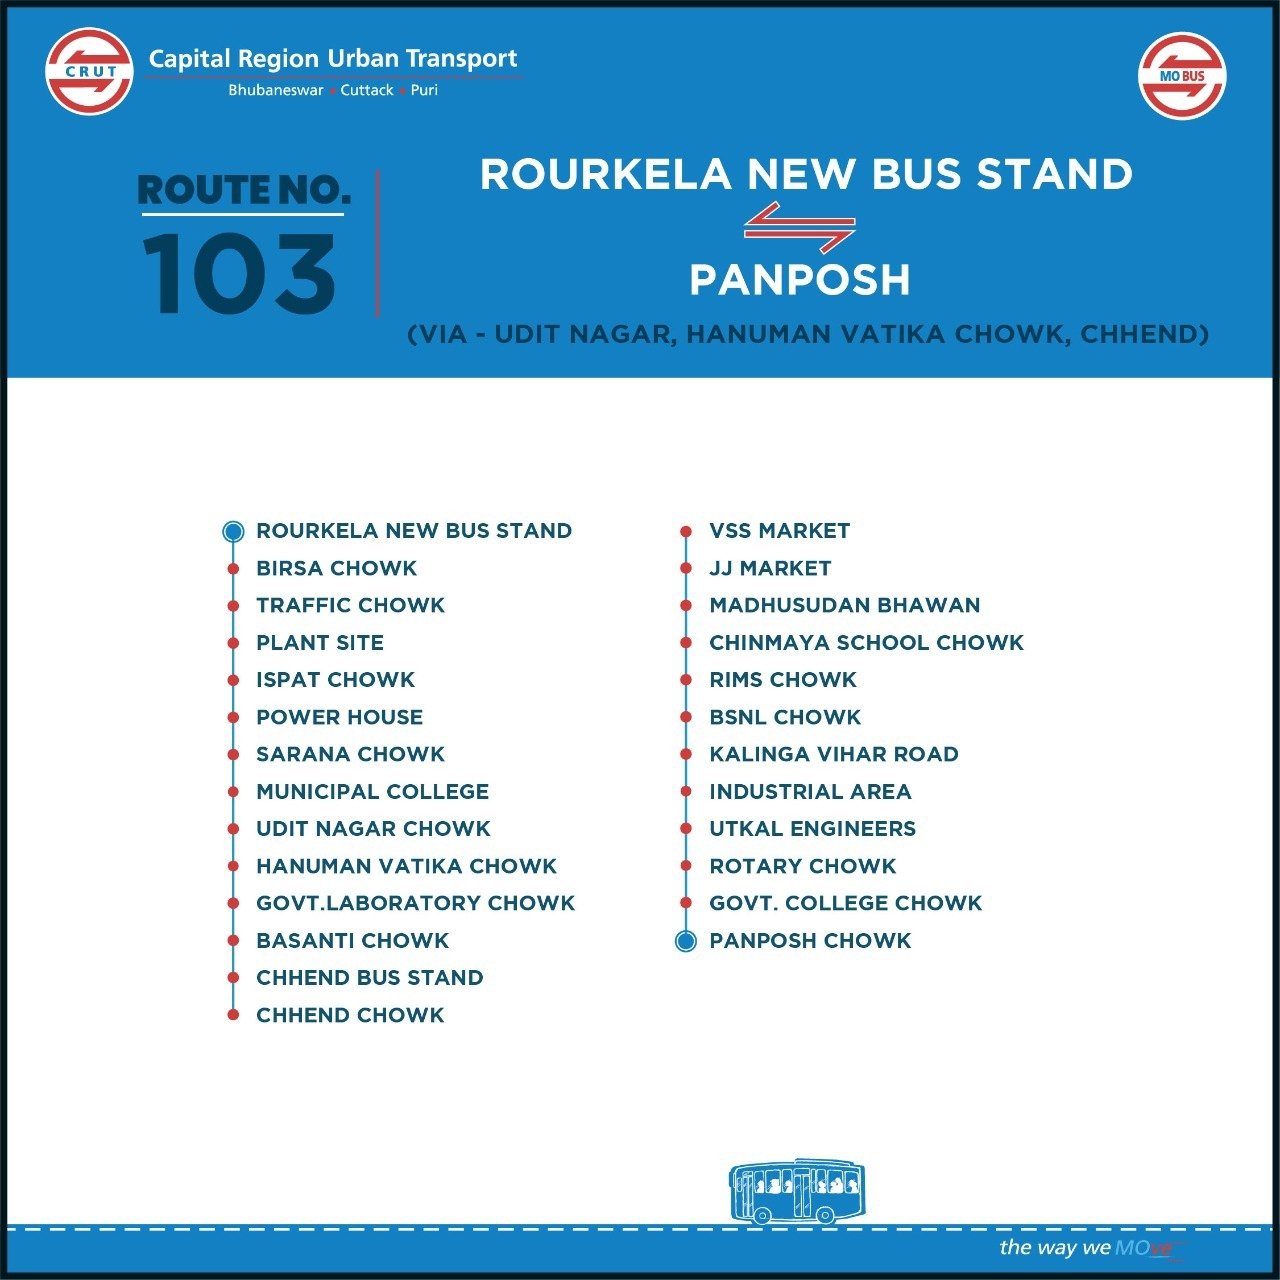 CRUT
Capital Region Urban Transport
Bhubaneswar • Cuttack • Puri
MO BUS
ROUTE NO.
103
ROURKELA NEW BUS STAND
PANPOSH
(VIA - UDIT NAGAR, HANUMAN VATIKA CHOWK, CHHEND)
ROURKELA NEW BUS STAND
BIRSA CHOWK
TRAFFIC CHOWK
PLANT SITE
ISPAT CHOWK
POWER HOUSE
SARANA CHOWK
MUNICIPAL COLLEGE
UDIT NAGAR CHOWK
HANUMAN VATIKA CHOWK
GOVT.LABORATORY CHOWK
BASANTI CHOWK
CHHEND BUS STAND
CHHEND CHOWK
VSS MARKET
JJ MARKET
MADHUSUDAN BHAWAN
CHINMAYA SCHOOL CHOWK
RIMS CHOWK
BSNL CHOWK
KALINGA VIHAR ROAD
INDUSTRIAL AREA
UTKAL ENGINEERS
ROTARY CHOWK
GOVT. COLLEGE CHOWK
PANPOSH CHOWK
the way we MOve